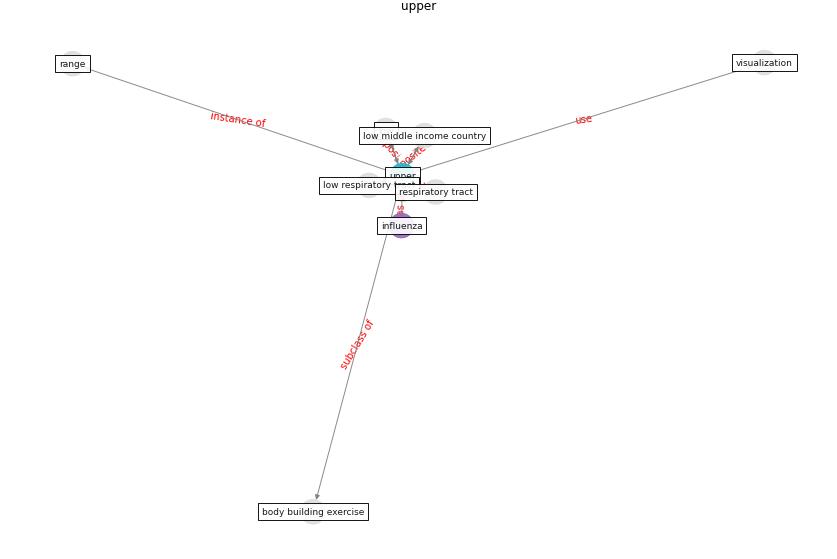 upper
range
visualization
instance of
use
low middle income country
upper
low respiratory tract
respiratory tract
influenza
subclass of
body building exercise